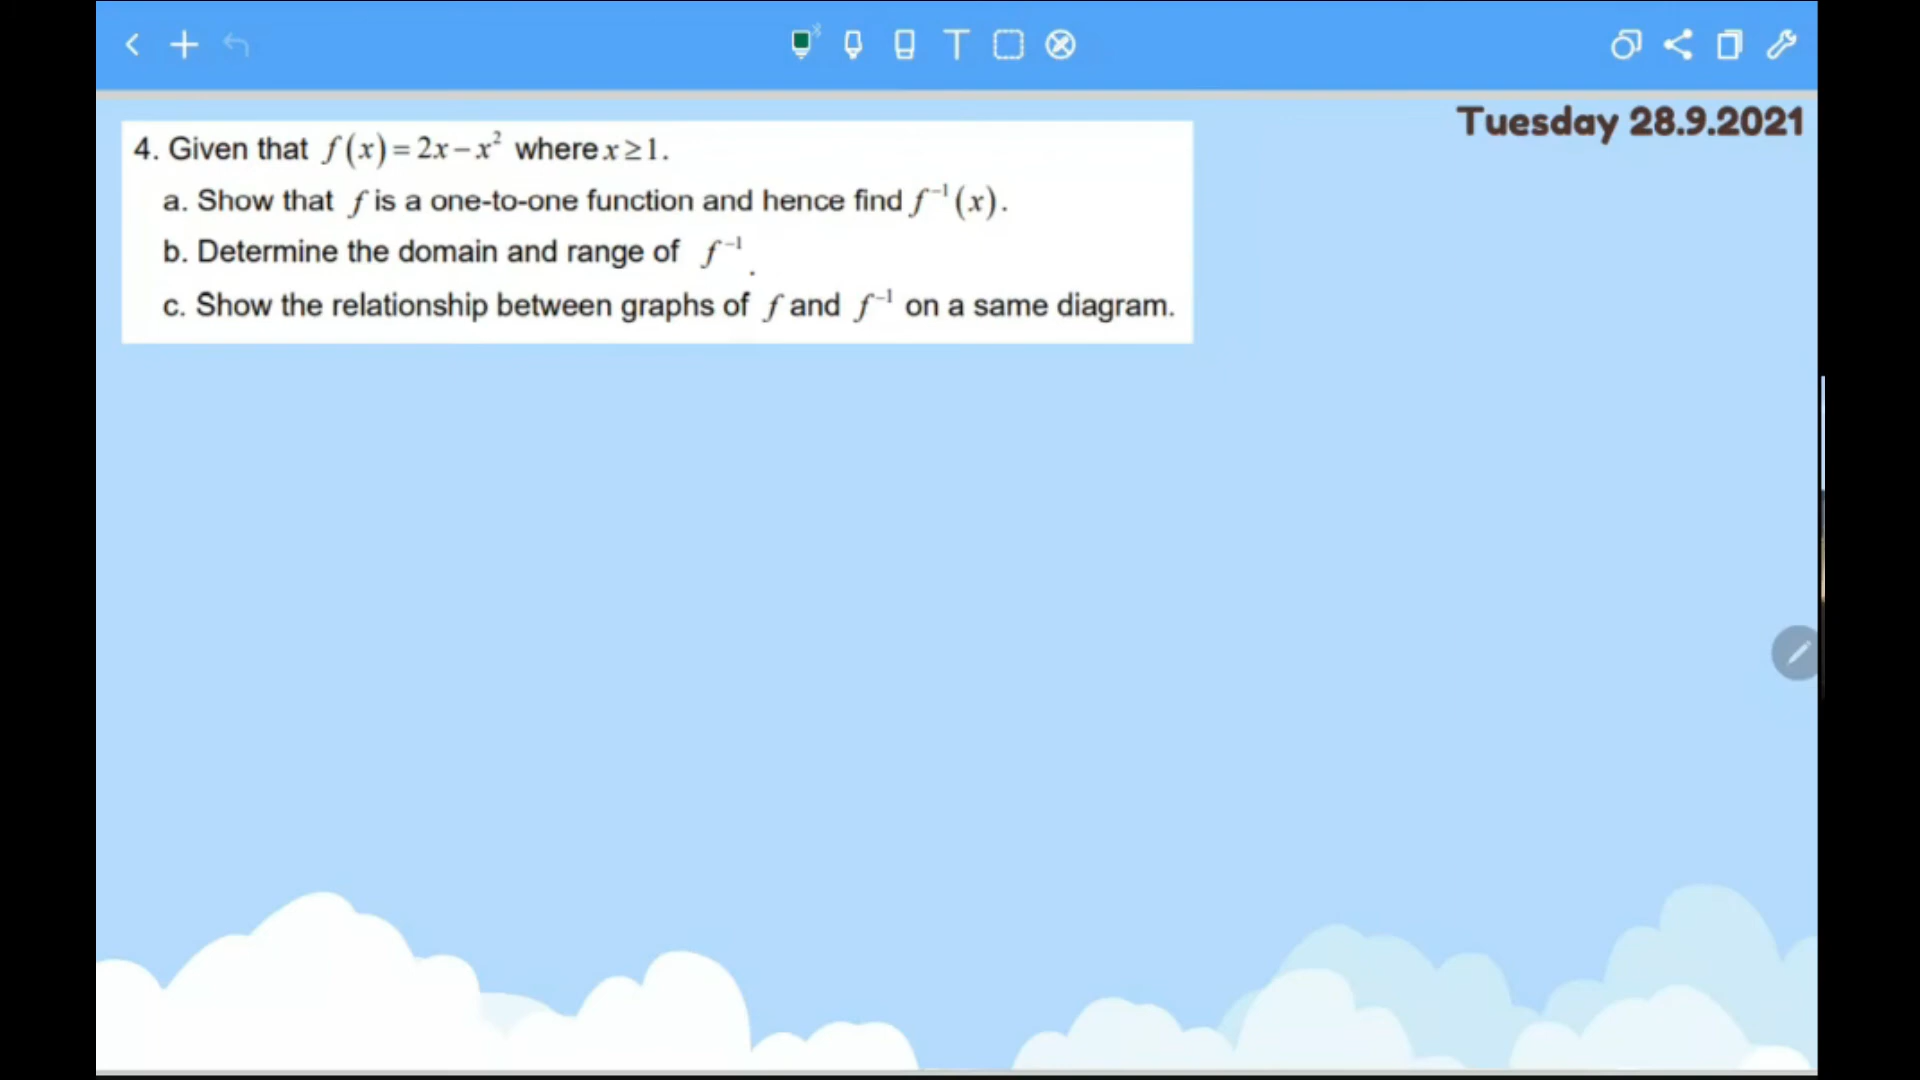 Tuesday 28.9.2021
4. Given that f(x)=2x−x² where x≥1.
a. Show that f is a one-to-one function and hence find f⁻¹(x).
b. Determine the domain and range of f⁻¹.
c. Show the relationship between graphs of f and f⁻¹ on a same diagram.